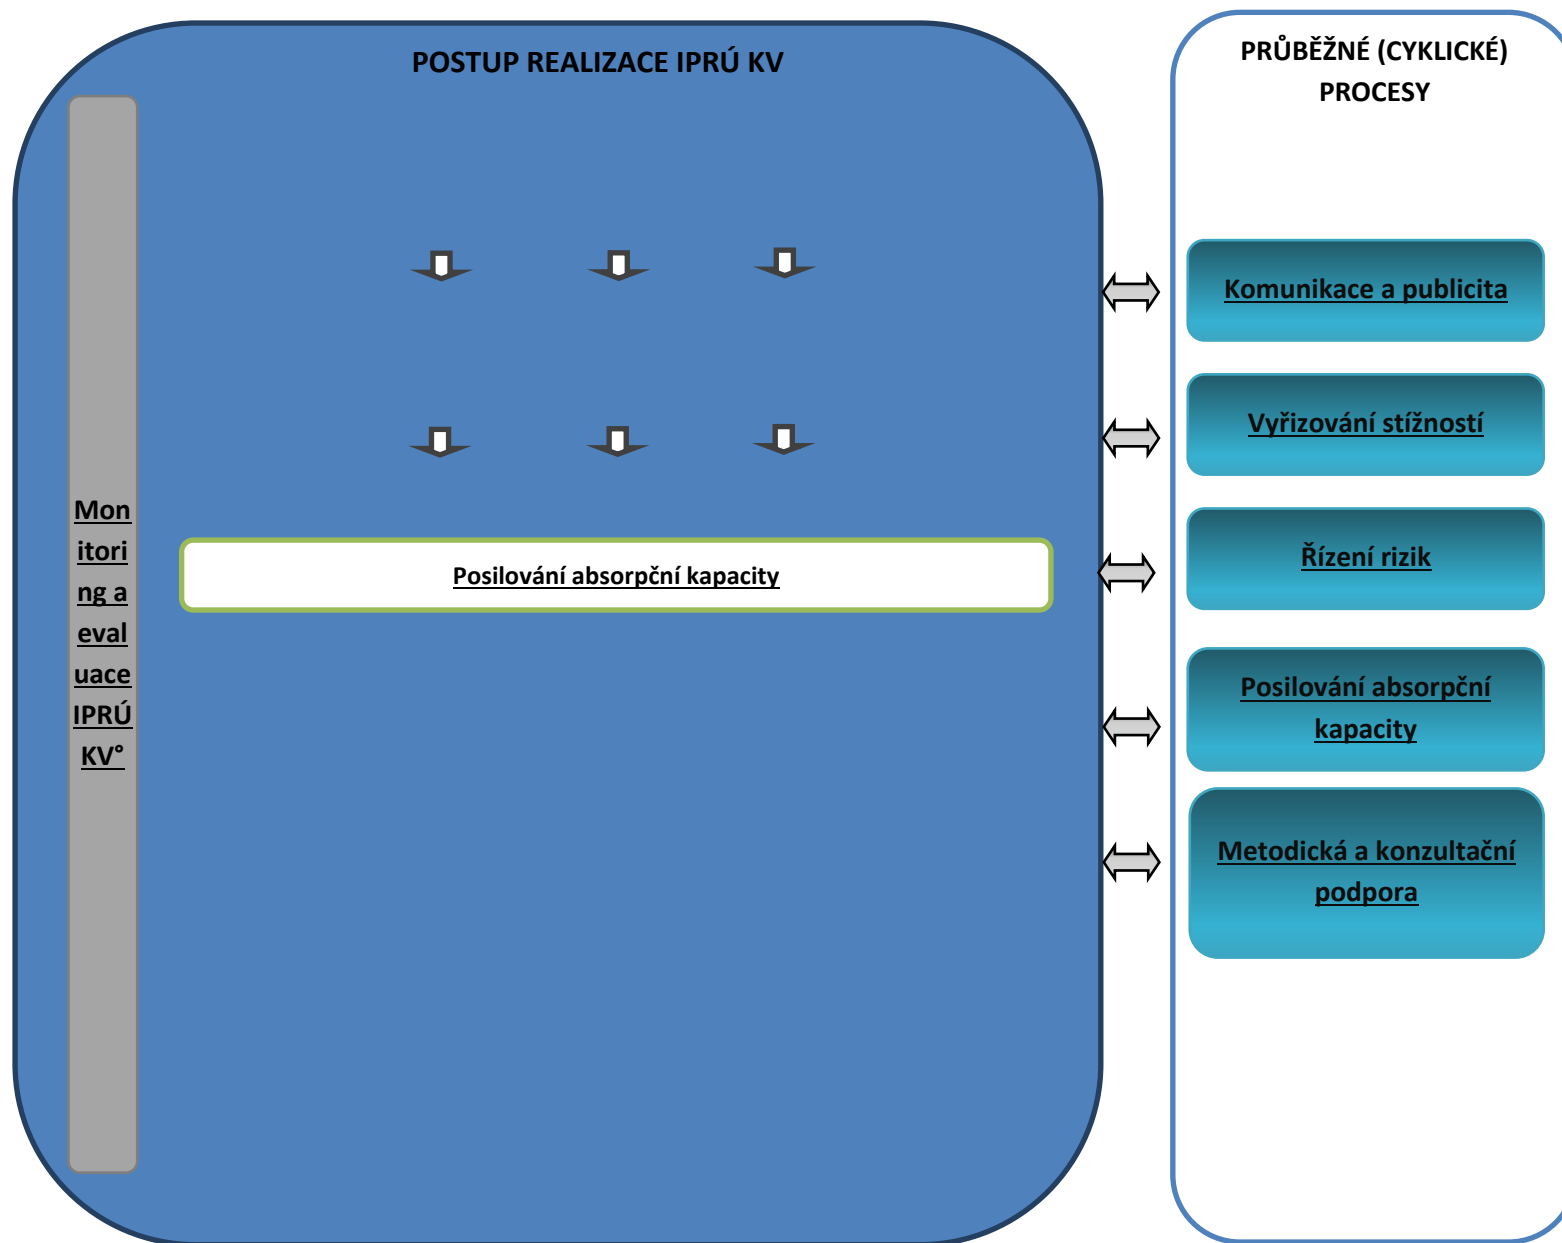 POSTUP REALIZACE IPRÚ KV
Mon
itori
ng a
eval
uace
IPRÚ
KV°
Posilování absorpční kapacity
PRŮBĚŽNÉ (CYKLICKÉ)
PROCESY
Komunikace a publicita
Vyřizování stížností
Řízení rizik
Posilování absorpční
kapacity
Metodická a konzultační
podpora